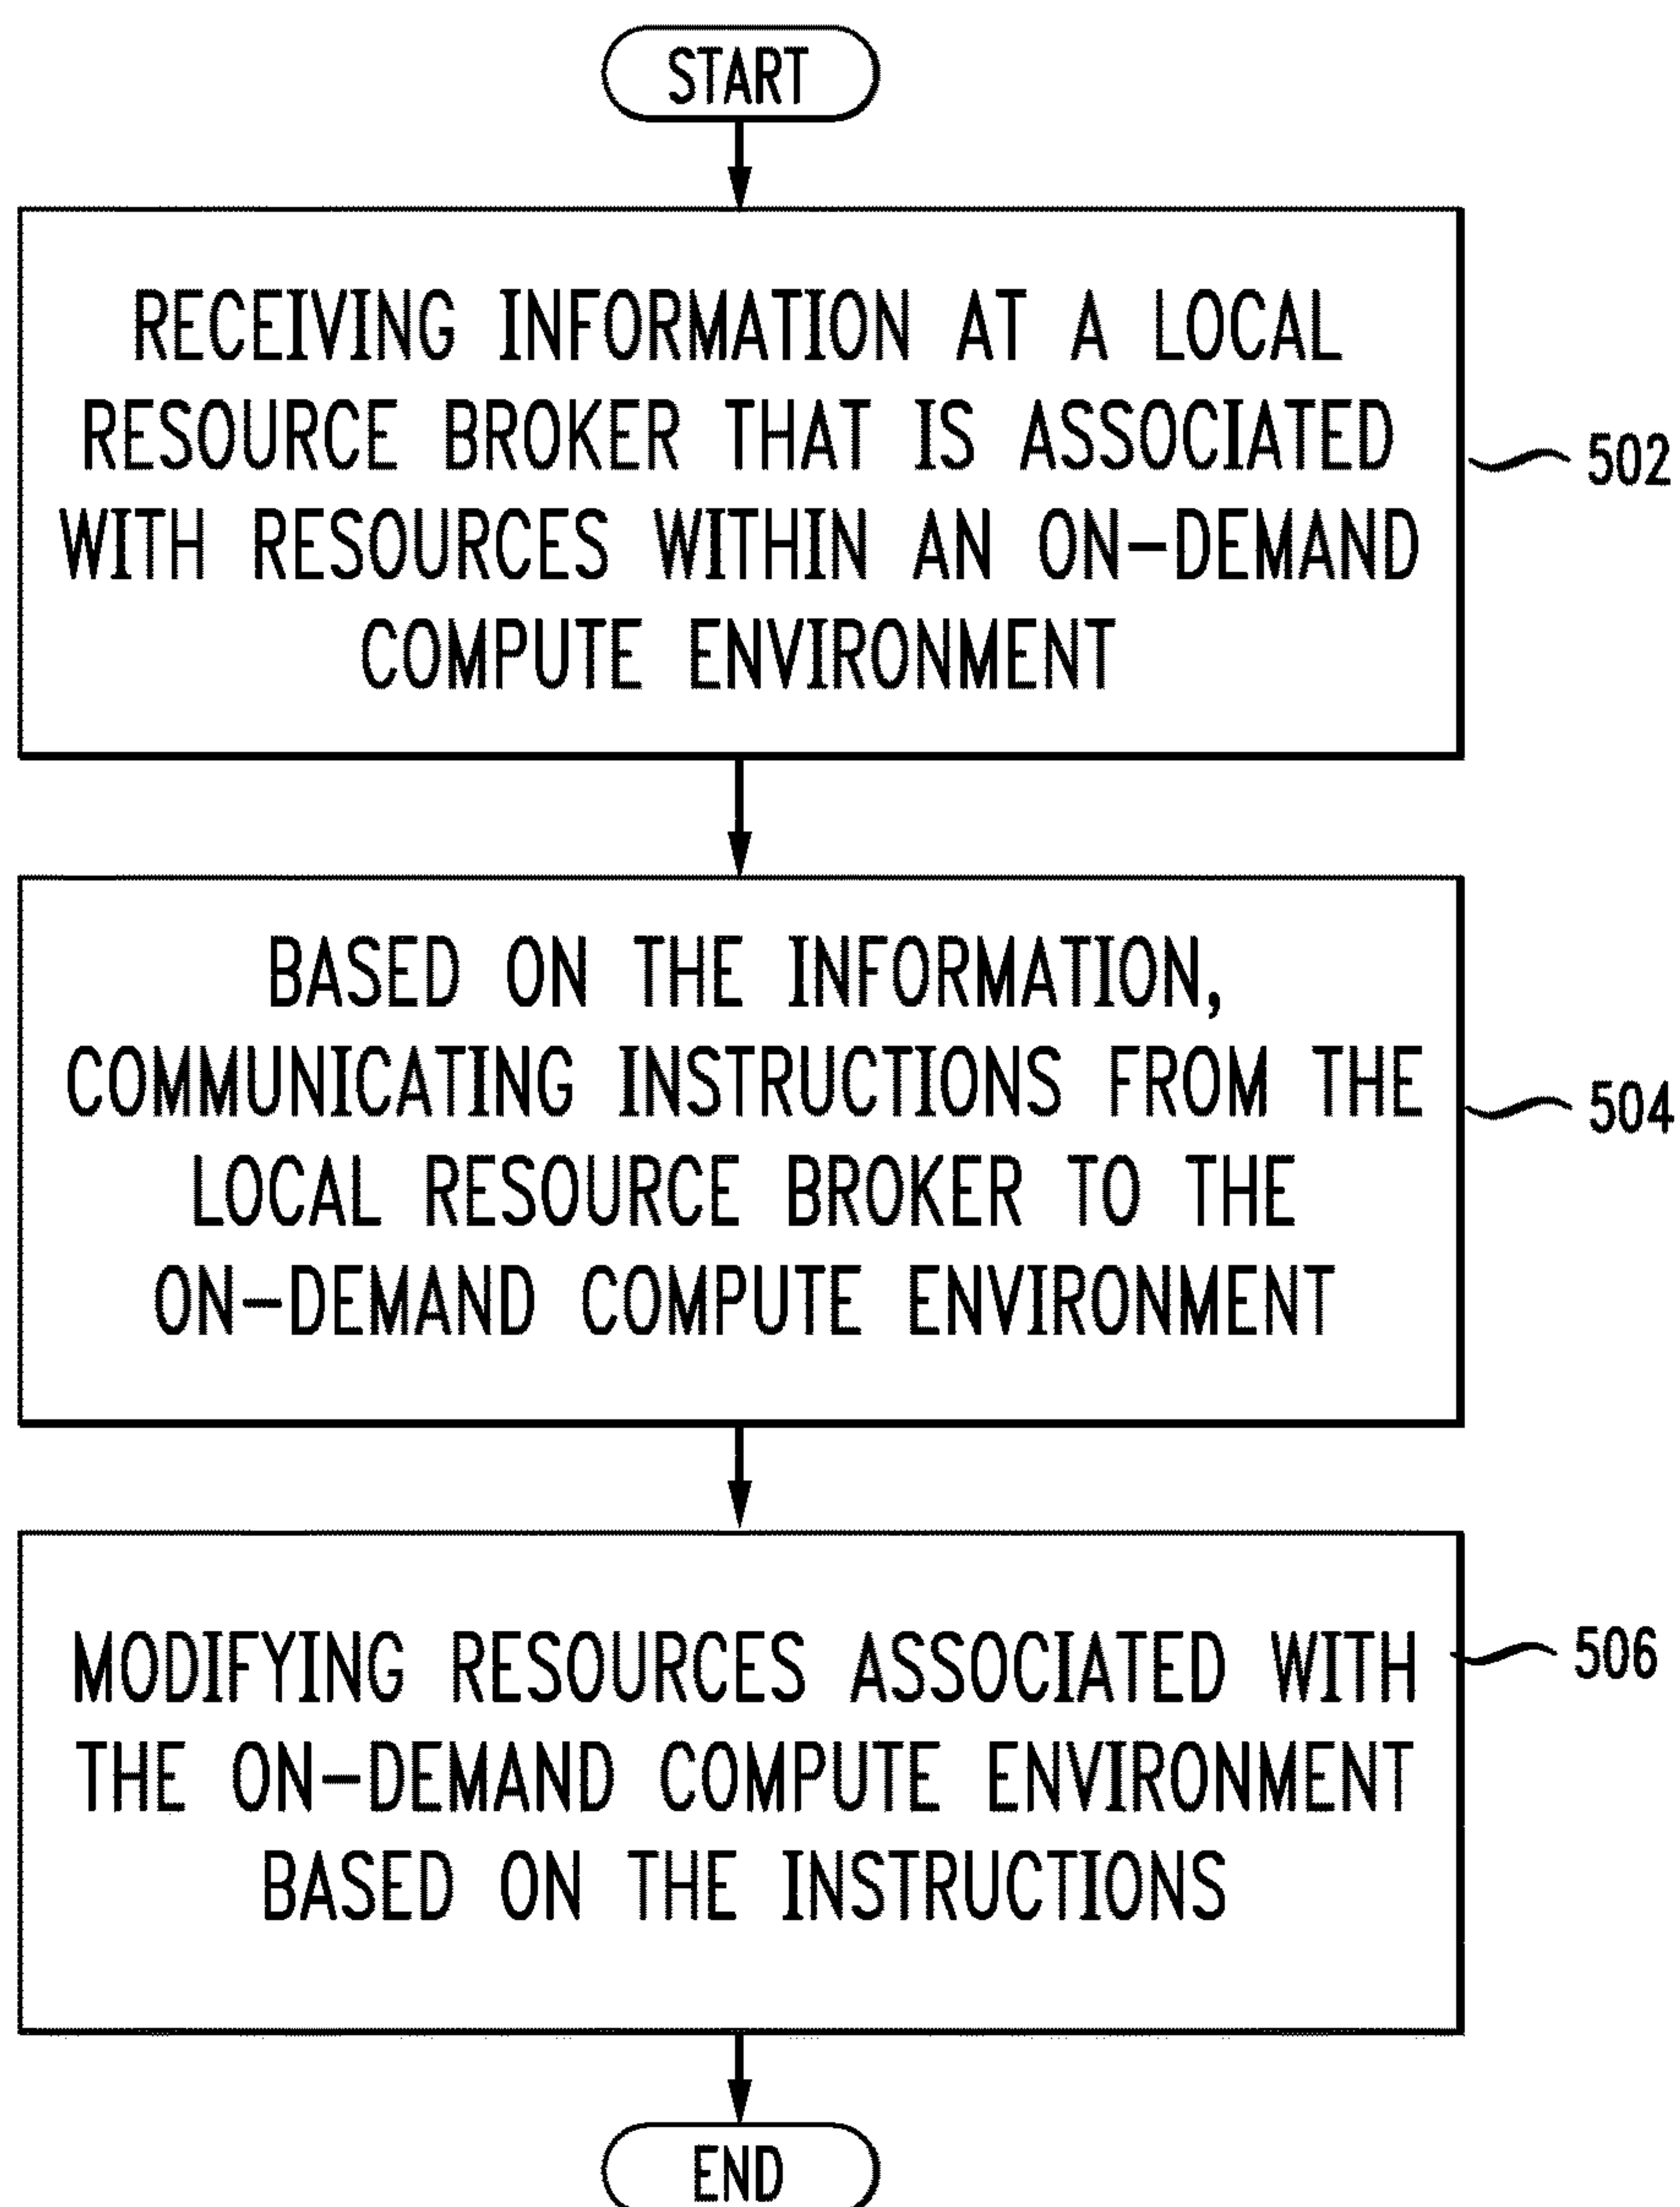 START
RECEIVING INFORMATION AT A LOCAL
RESOURCE BROKER THAT IS ASSOCIATED
WITH RESOURCES WITHIN AN ON-DEMAND
COMPUTE ENVIRONMENT
502
BASED ON THE INFORMATION,
COMMUNICATING INSTRUCTIONS FROM THE
LOCAL RESOURCE BROKER TO THE
ON-DEMAND COMPUTE ENVIRONMENT
504
MODIFYING RESOURCES ASSOCIATED WITH
THE ON-DEMAND COMPUTE ENVIRONMENT
BASED ON THE INSTRUCTIONS
506
END